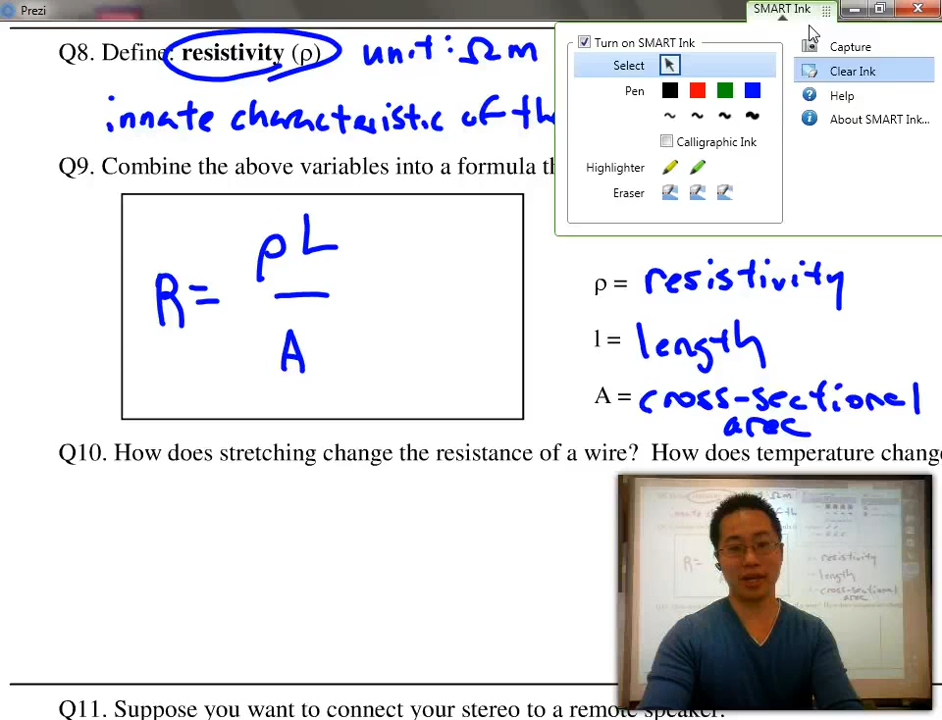 Prezi
SMART Ink
Q8. Define: resistivity (ρ) unit: Ωm
Turn on SMART Ink
Capture
Select
Clear Ink
Pen
Help
innate characteristic of th
About SMART Ink...
Calligraphic Ink
Highlighter
Eraser
Q9. Combine the above variables into a formula th
R = ρL
A
ρ = resistivity
l = length
A = cross-sectional
area
Q10. How does stretching change the resistance of a wire? How does temperature change
Q11. Suppose you want to connect your stereo to a remote speaker.